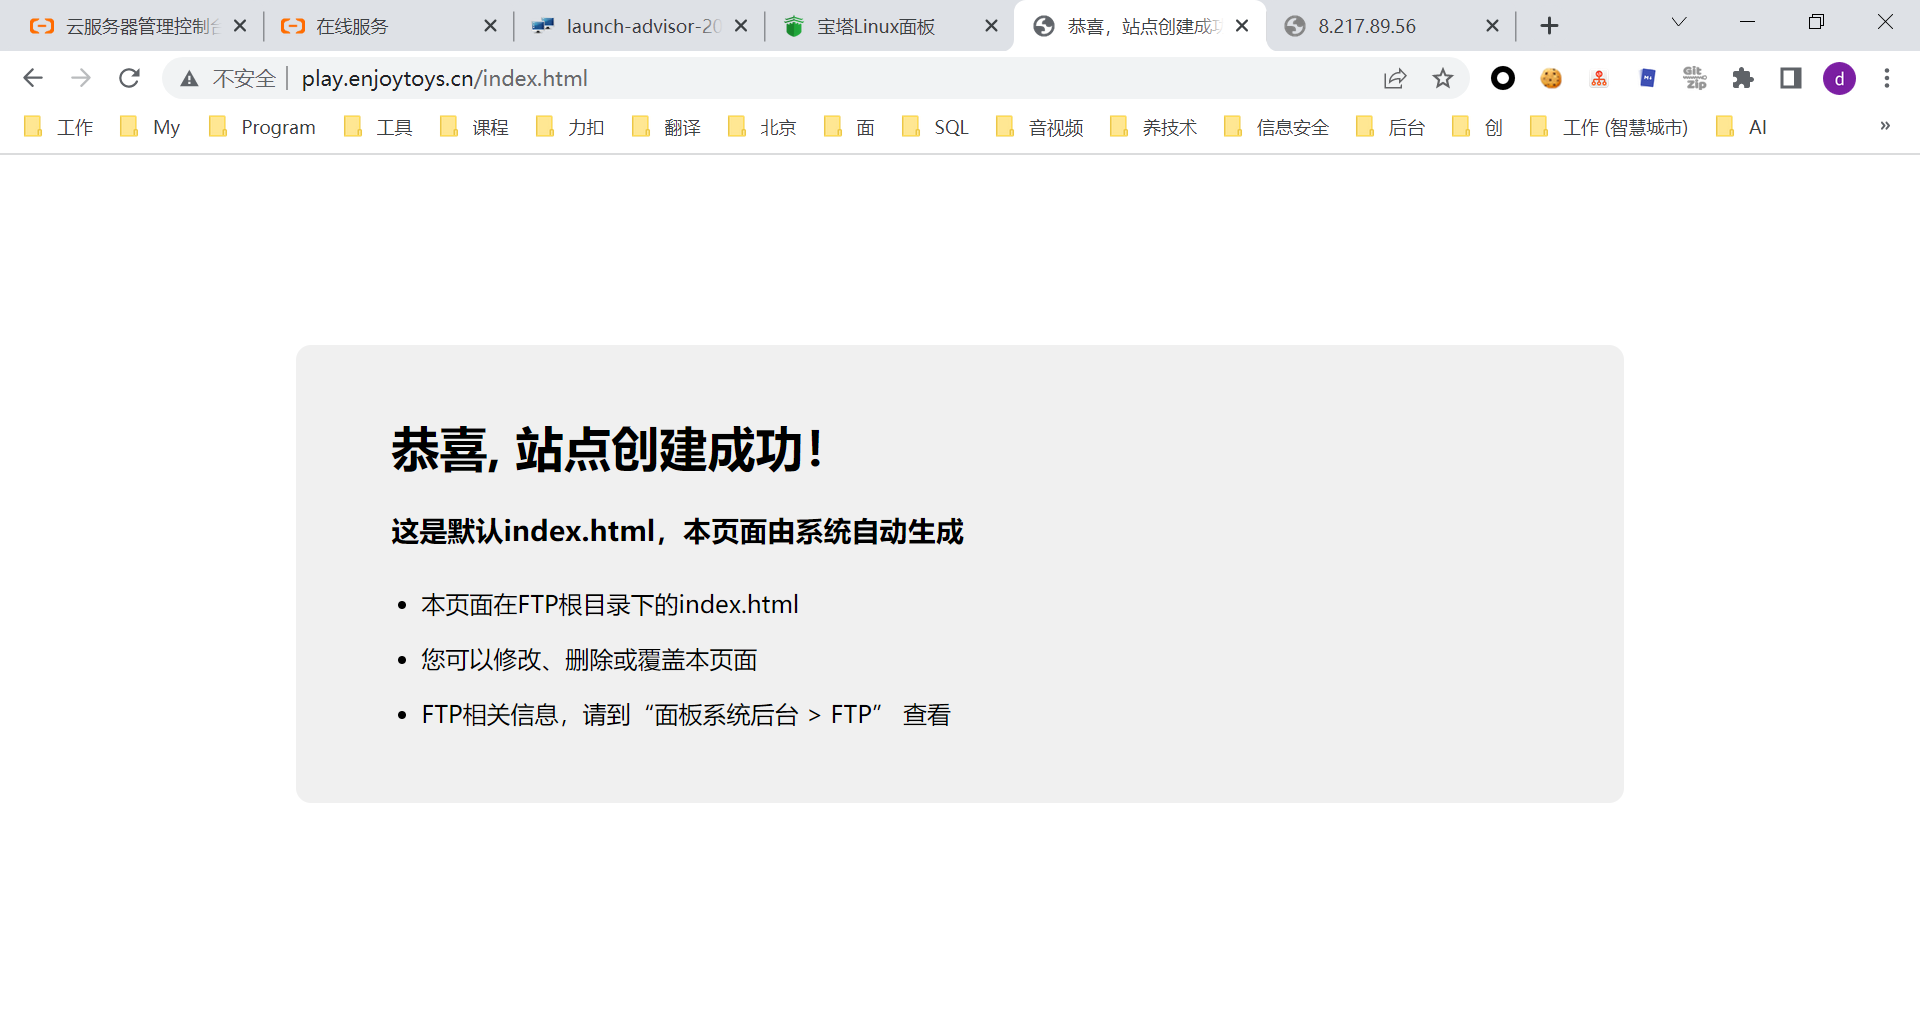 云服务器管理控制台
在线服务
launch-advisor-20
宝塔Linux面板
恭喜，站点创建成功
8.217.89.56
不安全
play.enjoytoys.cn/index.html
Git Zip
d
工作
My
Program
工具
课程
力扣
翻译
北京
面
SQL
音视频
养技术
信息安全
后台
创
工作 (智慧城市)
AI
»
恭喜, 站点创建成功！
这是默认index.html，本页面由系统自动生成
• 本页面在FTP根目录下的index.html
• 您可以修改、删除或覆盖本页面
• FTP相关信息，请到“面板系统后台 > FTP” 查看